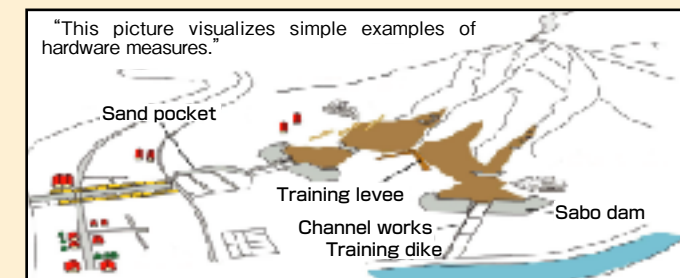 “This picture visualizes simple examples of
hardware measures.”
Sand pocket
Training levee
Channel works
Sabo dam
Training dike